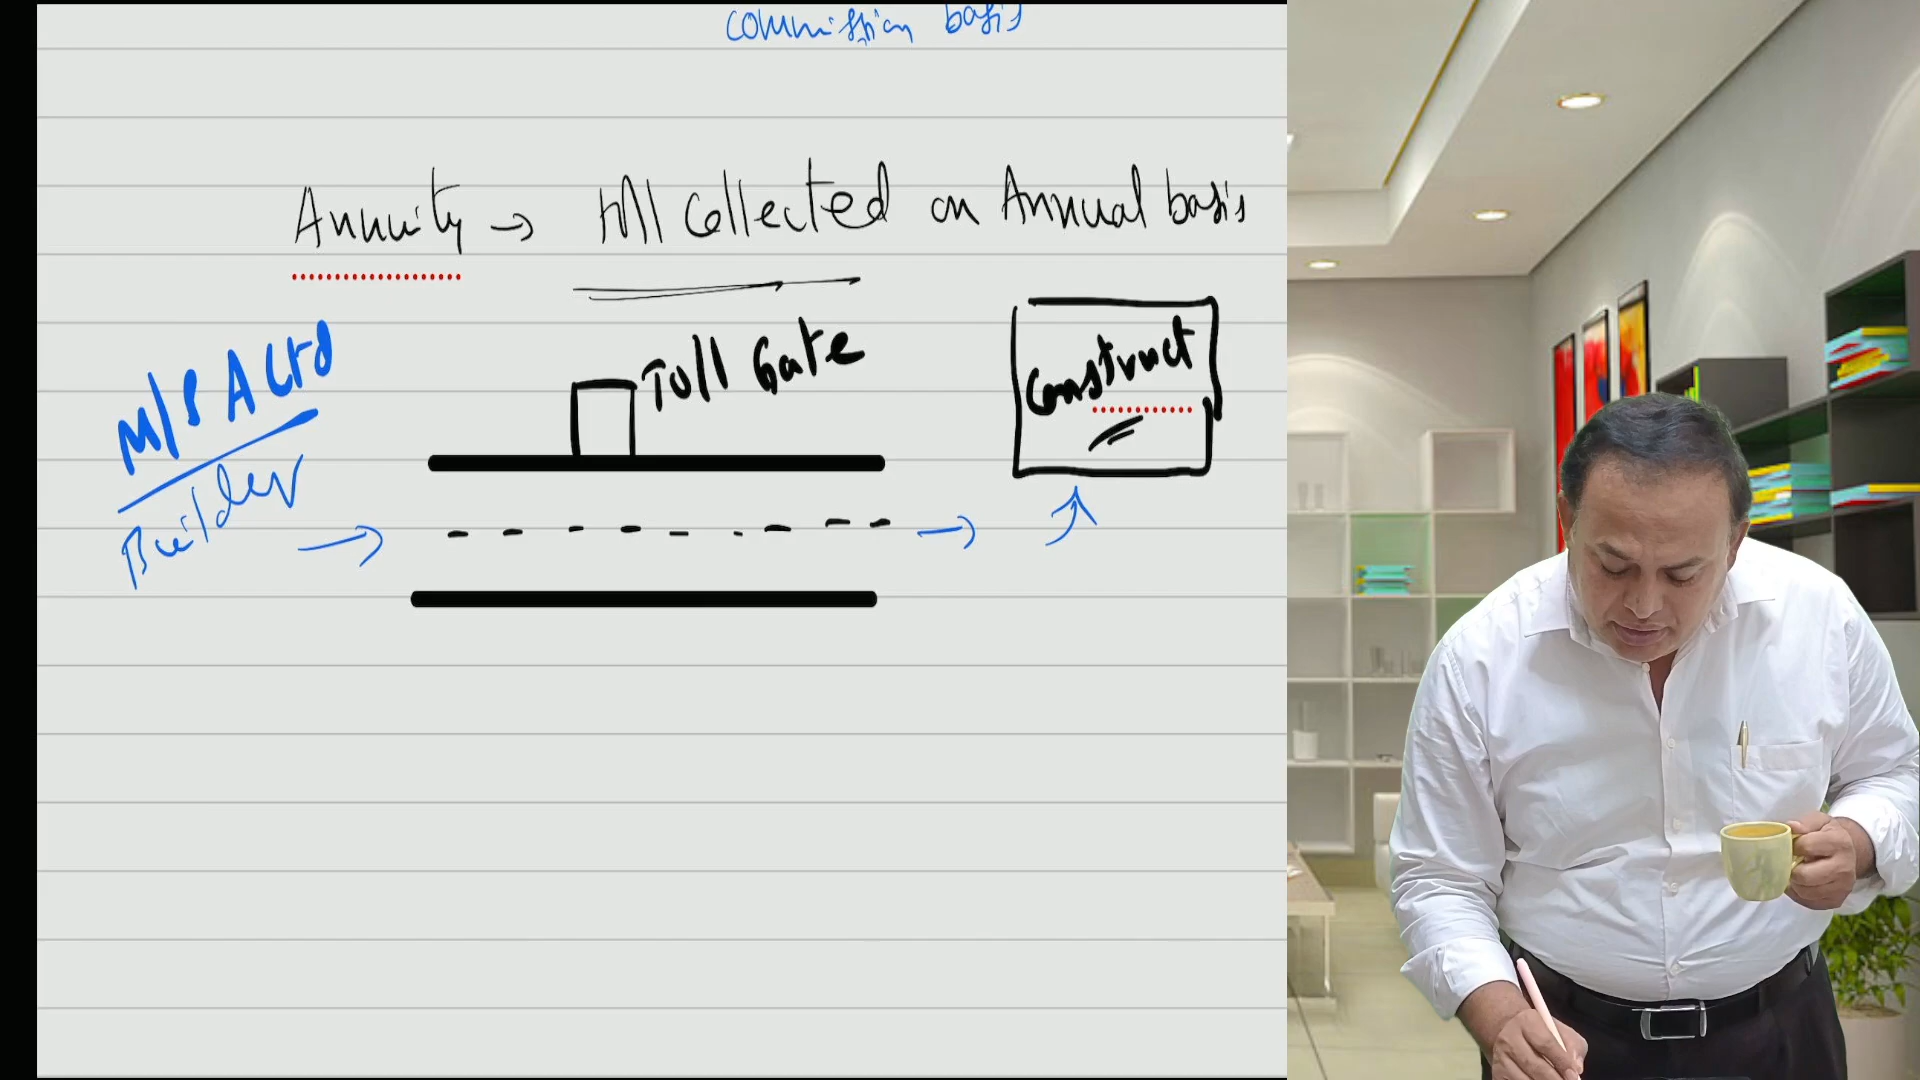 commission basis
Annuity → toll collected on Annual basis
Toll Gate
Construct
M/s A Ltd
Builder